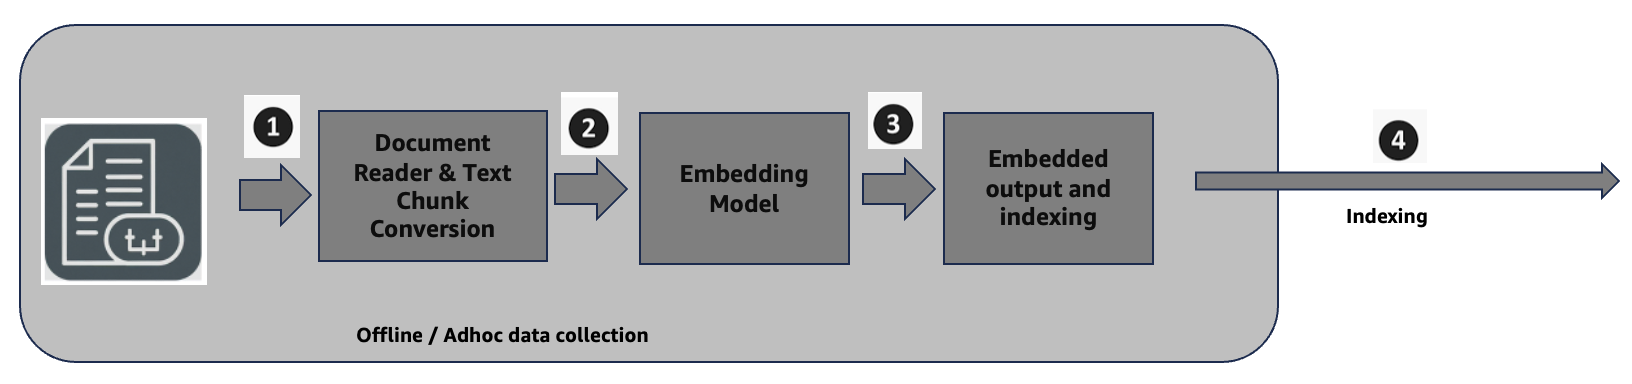 1
Document
Reader & Text
Chunk
Conversion
2
Embedding
Model
3
Embedded
output and
indexing
4
Indexing
Offline / Adhoc data collection